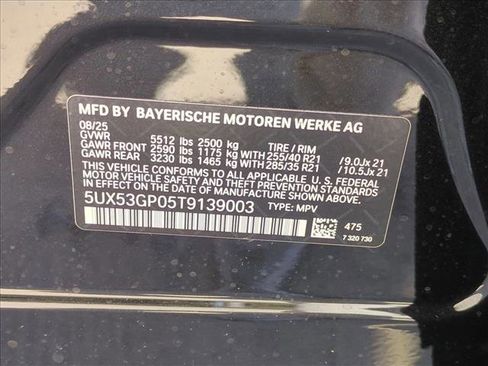 MFD BY BAYERISCHE MOTOREN WERKE AG
08/25
GVWR 5512 lbs 2500 kg TIRE / RIM
GAWR FRONT 2590 lbs 1175 kg with 255/40 R21 /9.0Jx 21
GAWR REAR 3230 lbs 1465 kg with 285/35 R21 /10.5Jx 21
THIS VEHICLE CONFORMS TO ALL APPLICABLE U.S. FEDERAL
MOTOR VEHICLE SAFETY, BUMPER, AND THEFT PREVENTION STANDARDS
IN EFFECT ON THE DATE OF MANUFACTURE SHOWN ABOVE.
5UX53GP05T9139003 TYPE: MPV
475
7 320 730